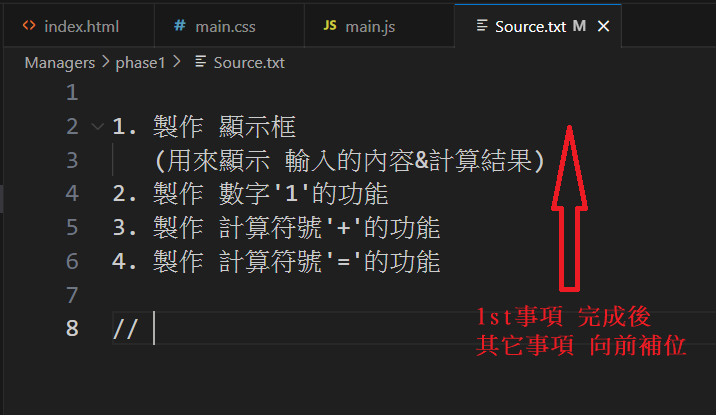 index.html
main.css
JS main.js
Source.txt M
Managers > phase1 > Source.txt
1
2 1. 製作 顯示框
3 (用來顯示 輸入的內容&計算結果)
4 2. 製作 數字'1'的功能
5 3. 製作 計算符號'+'的功能
6 4. 製作 計算符號'='的功能
7
8 //
1st事項 完成後
其它事項 向前補位